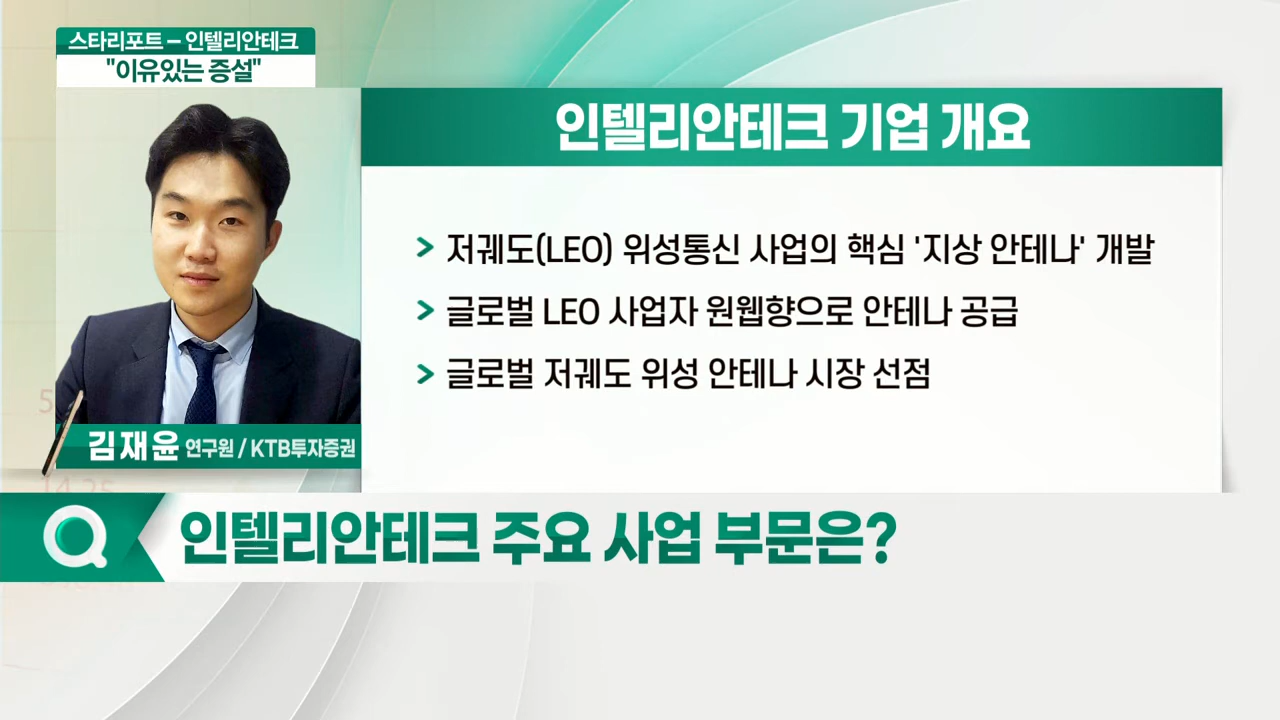 스타리포트 – 인텔리안테크
"이유있는 증설"
인텔리안테크 기업 개요
> 저궤도(LEO) 위성통신 사업의 핵심 '지상 안테나' 개발
> 글로벌 LEO 사업자 원웹향으로 안테나 공급
> 글로벌 저궤도 위성 안테나 시장 선점
김재윤 연구원 / KTB투자증권
Q 인텔리안테크 주요 사업 부문은?